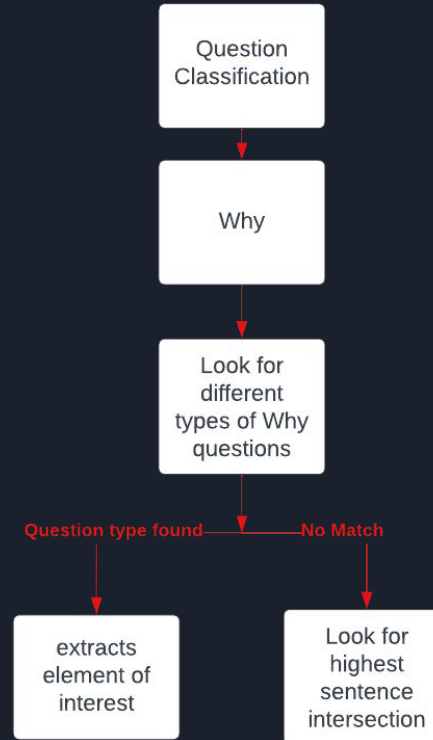 Question
Classification
Why
Look for
different
types of Why
questions
Question type found
No Match
extracts
element of
interest
Look for
highest
sentence
intersection